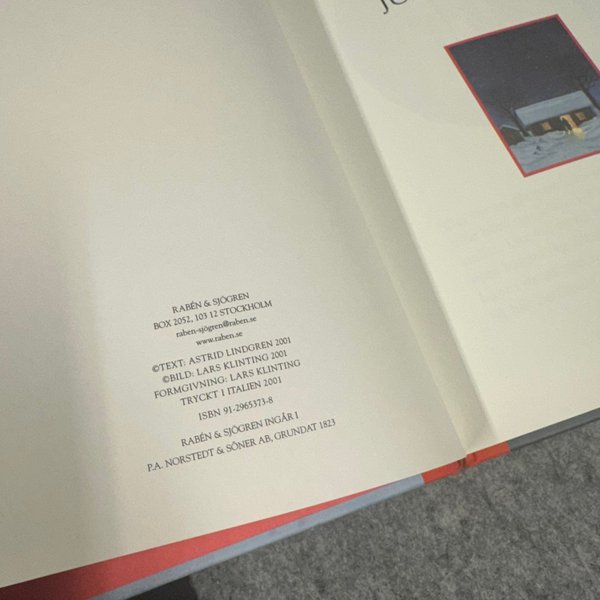 RABÉN & SJÖGREN
BOX 2052, 103 12 STOCKHOLM
raben-sjogren@raben.se
www.raben.se
©TEXT: ASTRID LINDGREN 2001
©BILD: LARS KLINTING 2001
FORMGIVNING: LARS KLINTING
TRYCKT I ITALIEN 2001
ISBN 91-2965373-8
RABÉN & SJÖGREN INGÅR I
P.A. NORSTEDT & SÖNER AB, GRUNDAT 1823